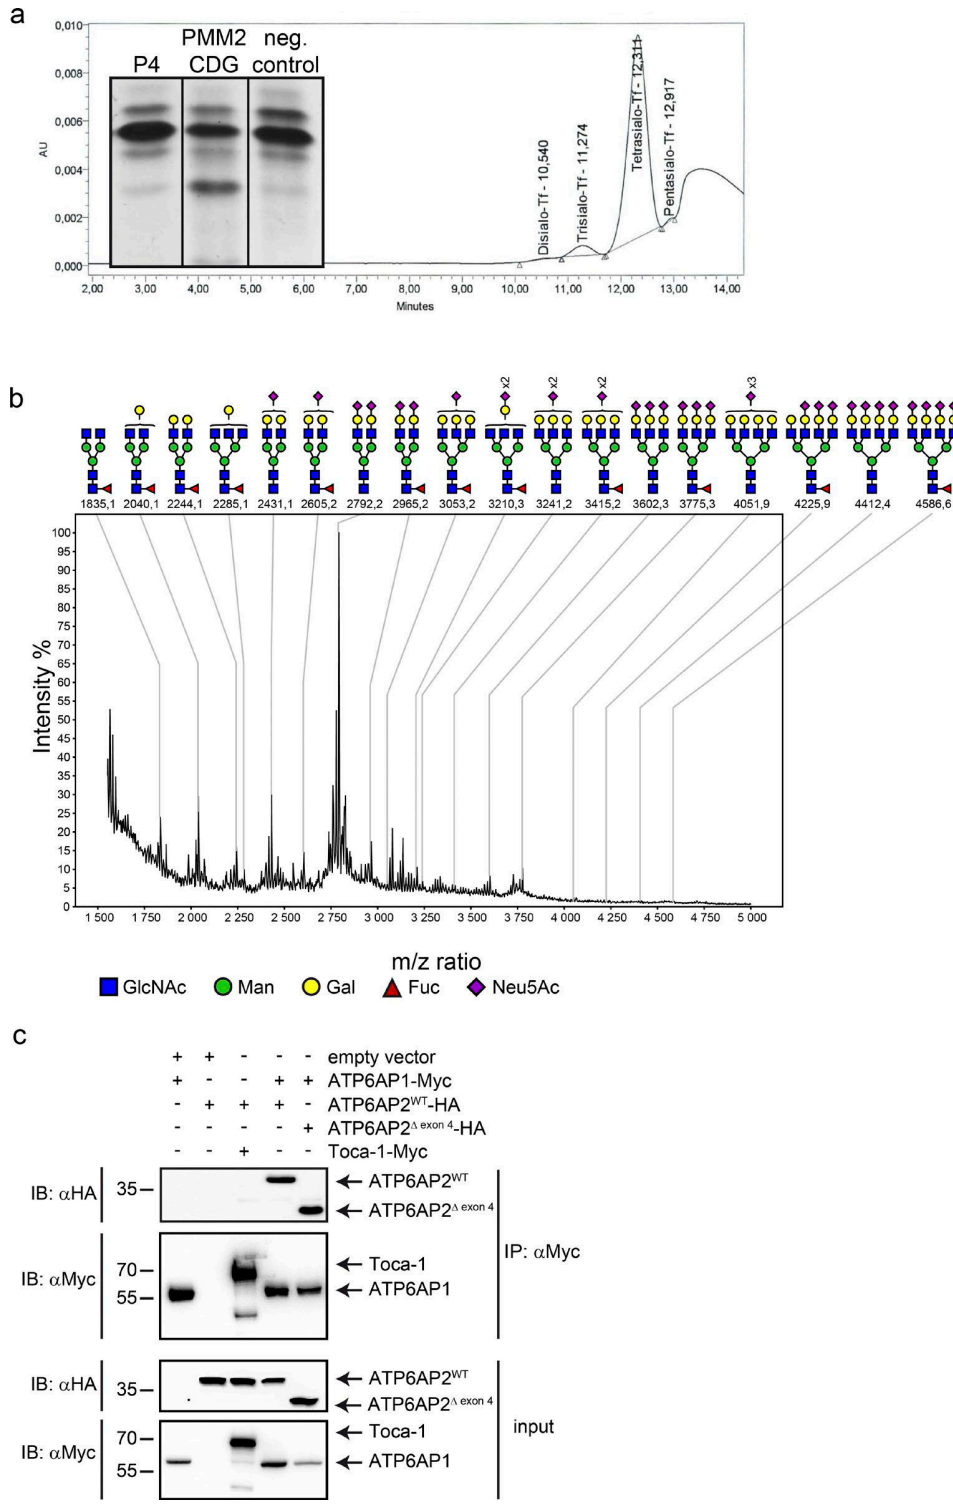 a
PMM2 neg.
P4 CDG control
0,010
0,008
0,006
0,004
0,002
0,000
AU
Disialo-Tf - 10,540
Trisialo-Tf - 11,274
Tetrasialo-Tf - 12,311
Pentasialo-Tf - 12,917
2,00 3,00 4,00 5,00 6,00 7,00 8,00 9,00 10,00 11,00 12,00 13,00 14,00
Minutes
b
x2 x2 x2 x3
1835,1 2040,1 2244,1 2285,1 2431,1 2605,2 2792,2 2965,2 3053,2 3210,3 3241,2 3415,2 3602,3 3775,3 4051,9 4225,9 4412,4 4586,6
100
95
90
85
80
75
70
65
60
55
50
45
40
35
30
25
20
15
10
5
0
Intensity %
1 500 1 750 2 000 2 250 2 500 2 750 3 000 3 250 3 500 3 750 4 000 4 250 4 500 4 750 5 000
m/z ratio
GlcNAc Man Gal Fuc Neu5Ac
c
+ + - - - empty vector
+ - - + + ATP6AP1-Myc
- + + + - ATP6AP2WT-HA
- - - - + ATP6AP2Δ exon 4-HA
- - + - - Toca-1-Myc
IB: αHA 35 ATP6AP2WT
ATP6AP2Δ exon 4
IP: αMyc
IB: αMyc 70 Toca-1
55 ATP6AP1
IB: αHA 35 ATP6AP2WT
ATP6AP2Δ exon 4
input
IB: αMyc 70 Toca-1
55 ATP6AP1